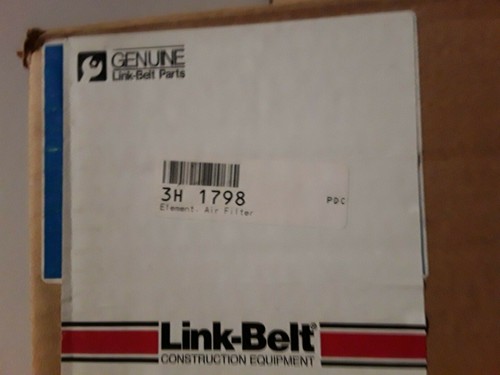 GENUINE
Link-Belt Parts
3H 1798
PDC
Element- Air Filter
Link-Belt®
CONSTRUCTION EQUIPMENT